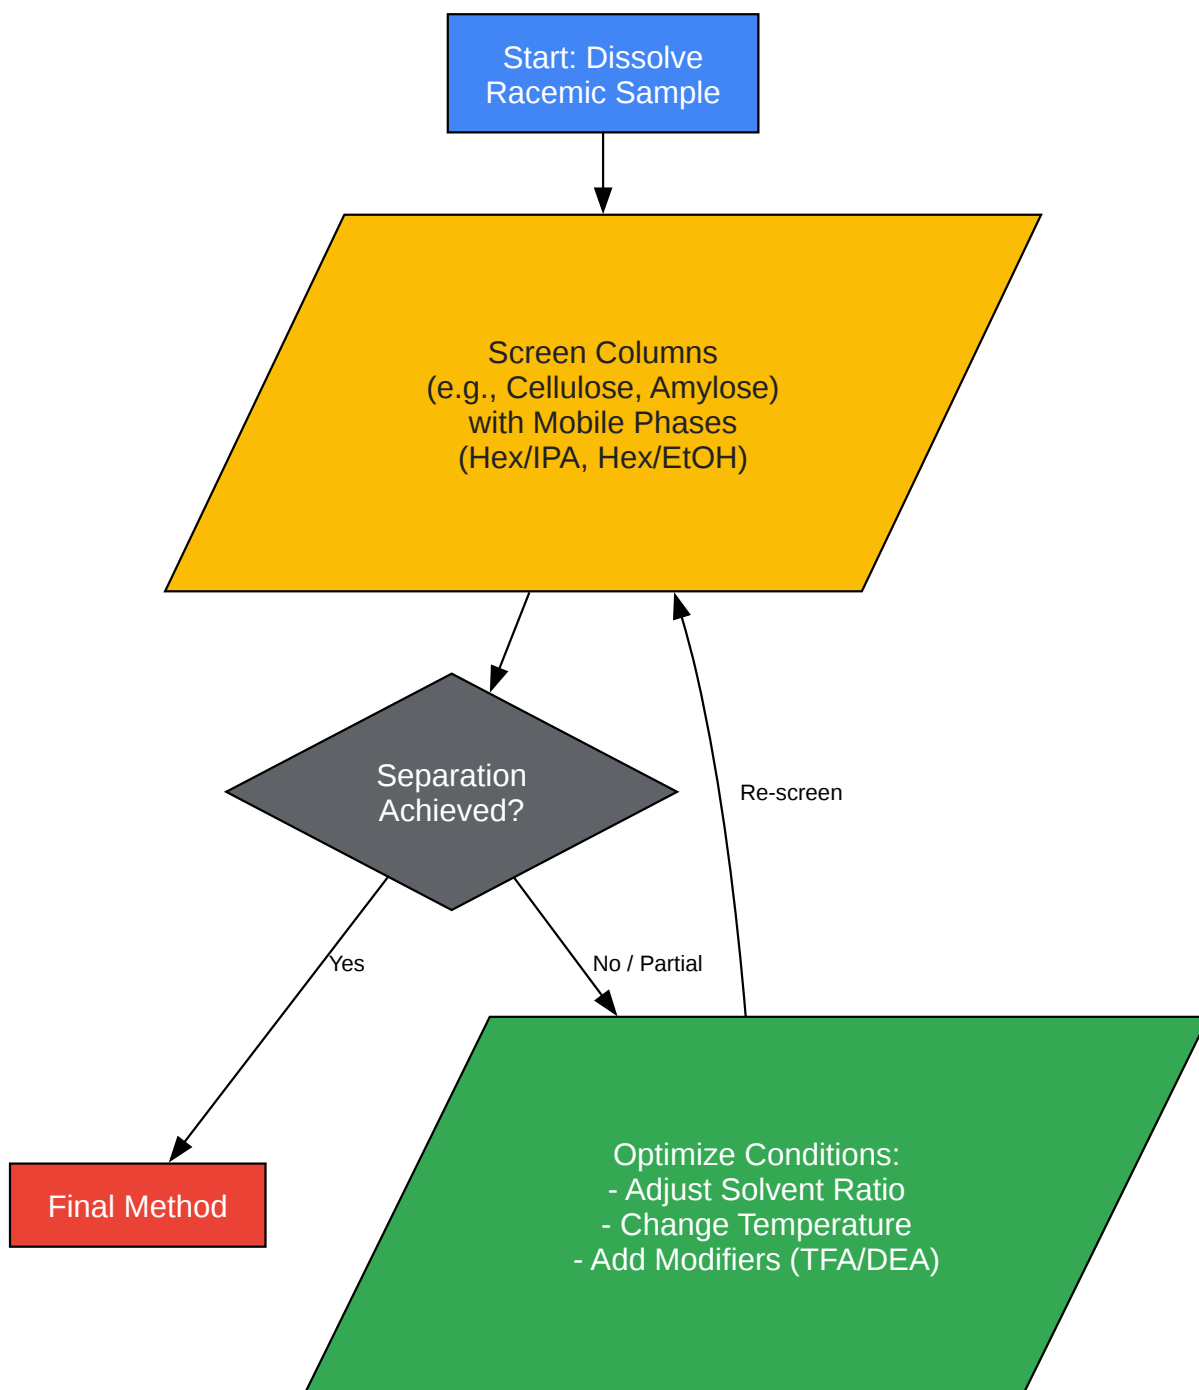 Start: Dissolve
Racemic Sample
Screen Columns
(e.g., Cellulose, Amylose)
with Mobile Phases
(Hex/IPA, Hex/EtOH)
Separation
Achieved?
Re-screen
Yes
No / Partial
Final Method
Optimize Conditions:
- Adjust Solvent Ratio
- Change Temperature
- Add Modifiers (TFA/DEA)